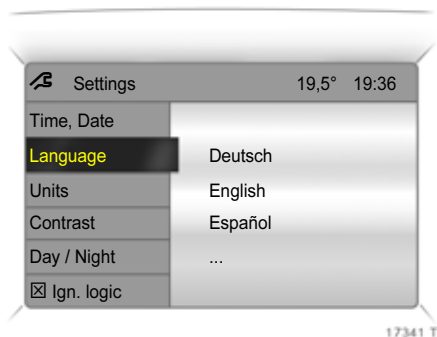 Settings 19,5° 19:36
Time, Date
Language Deutsch
Units English
Contrast Español
Day / Night ...
☒ Ign. logic
17341 T